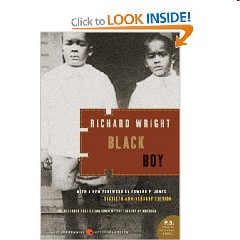 Click to LOOK INSIDE!
RICHARD WRIGHT
BLACK
BOY
WITH A NEW FOREWORD BY EDWARD P. JONES
SIXTIETH ANNIVERSARY EDITION
P.S.